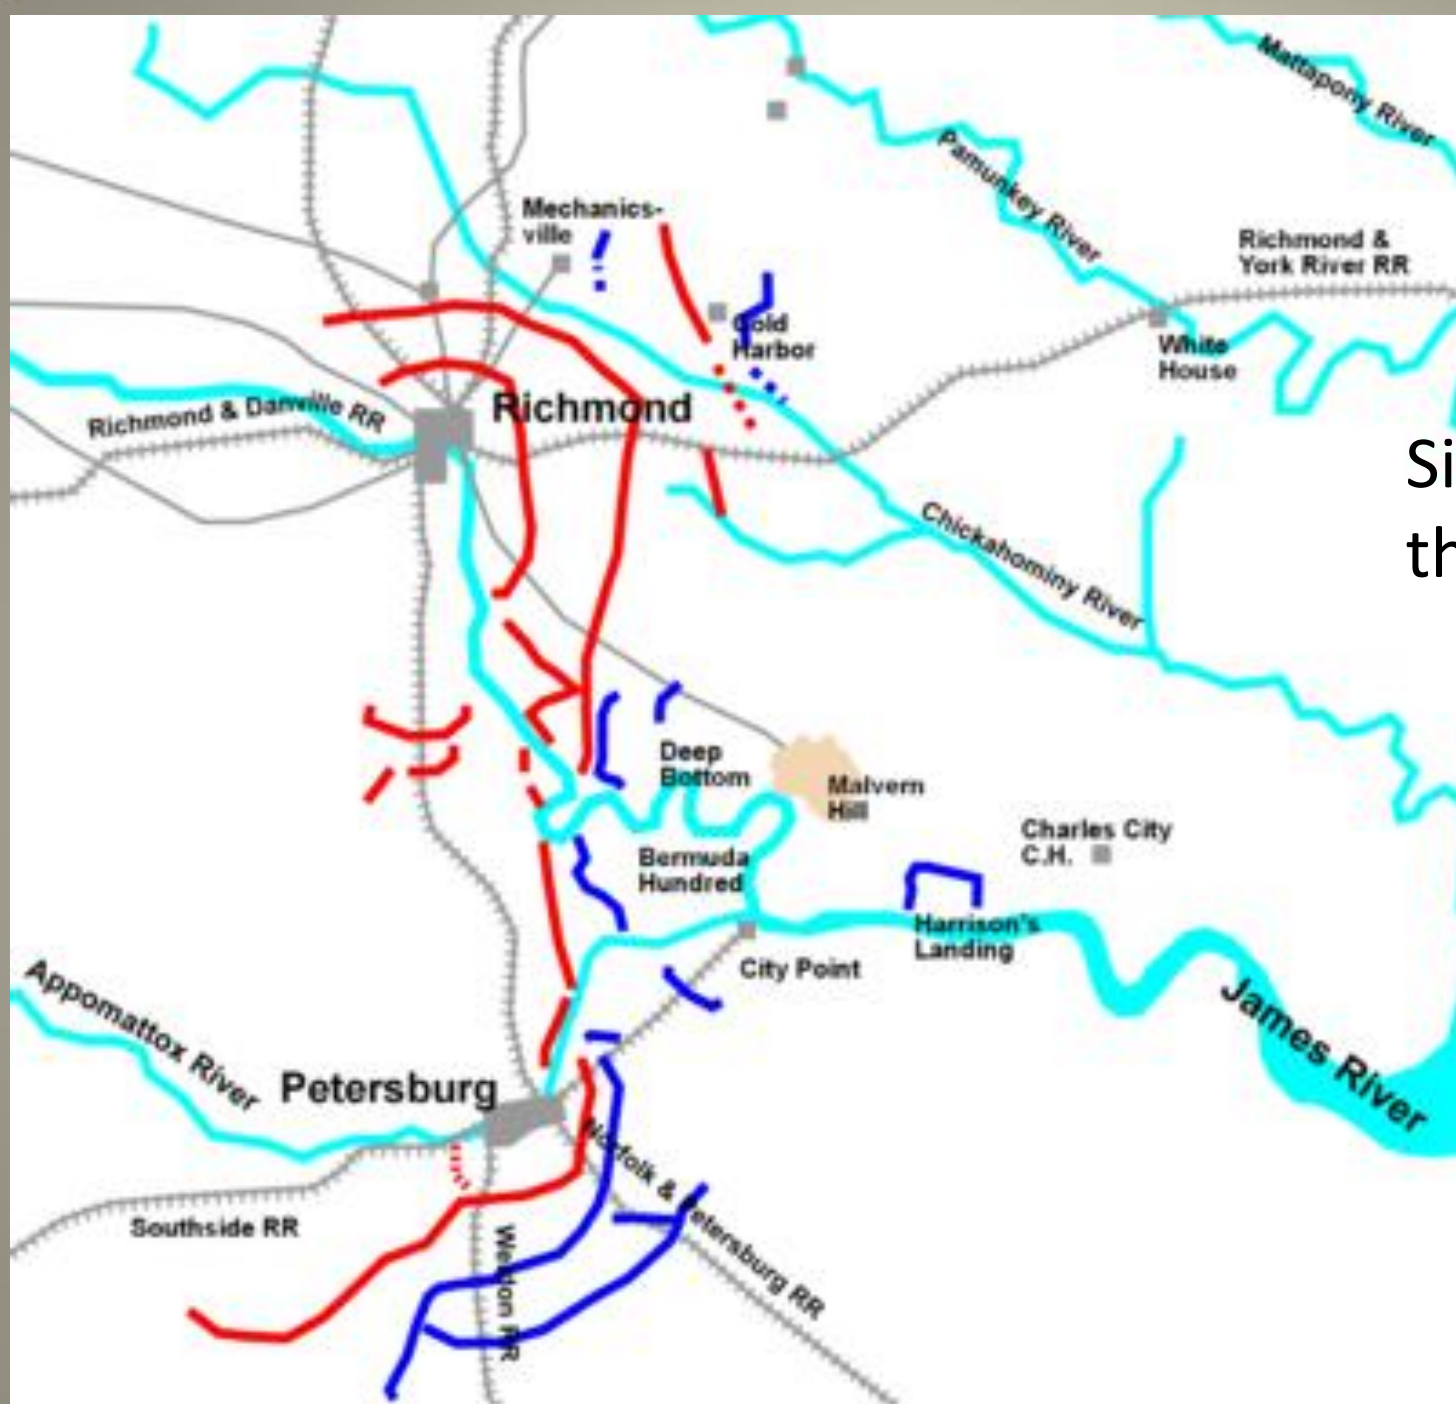 Mattapony River
Pamunkey River
Mechanics-
ville
Richmond &
York River RR
Cold
Harbor
White
House
Richmond & Danville RR
Richmond
Si
th
Chickahominy River
Deep
Bottom
Malvern
Hill
Charles City
C.H.
Bermuda
Hundred
Harrison's
Landing
City Point
Appomattox River
James River
Petersburg
Norfolk & Petersburg RR
Southside RR
Weldon RR